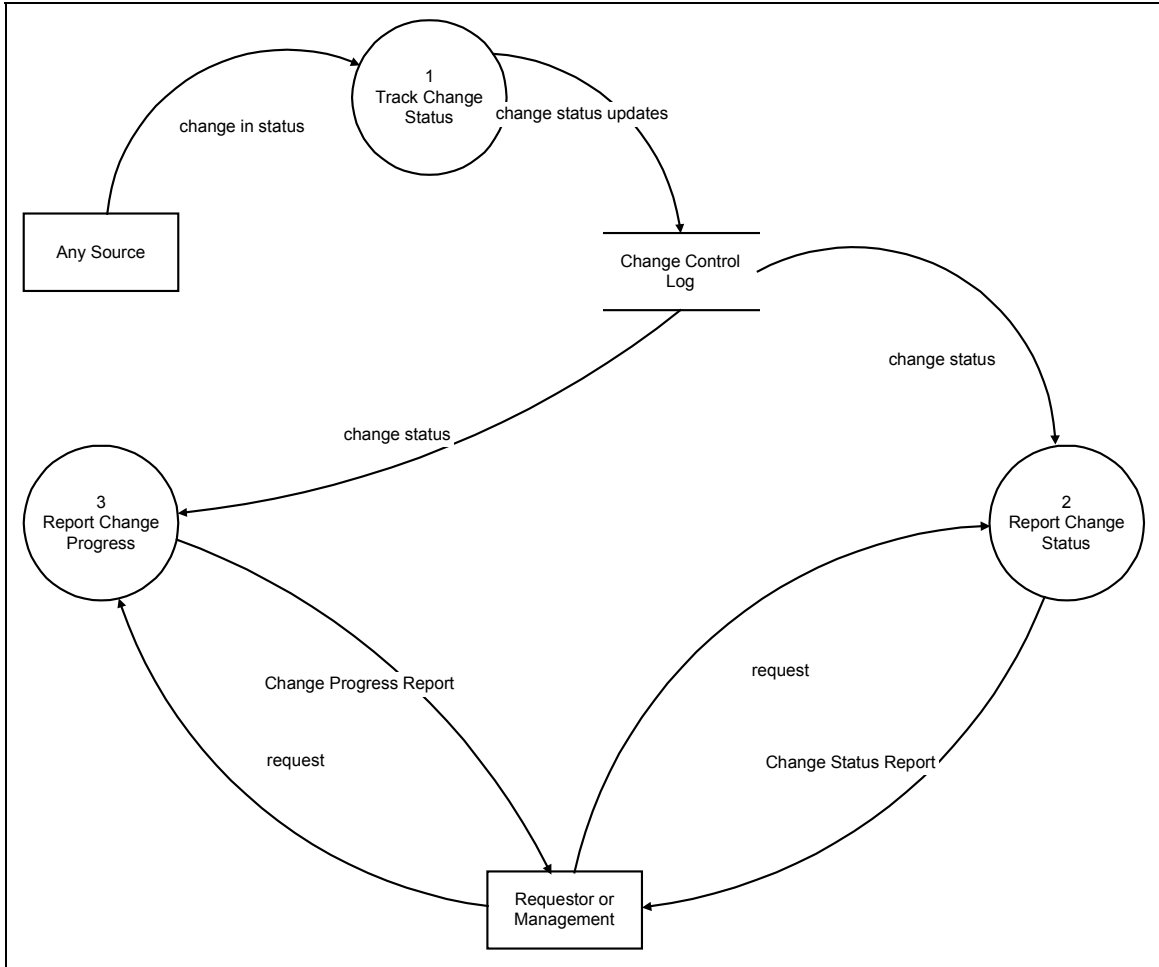 1
Track Change
Status
change status updates
change in status
Any Source
Change Control
Log
change status
change status
3
Report Change
Progress
2
Report Change
Status
request
Change Progress Report
request
Change Status Report
Requestor or
Management